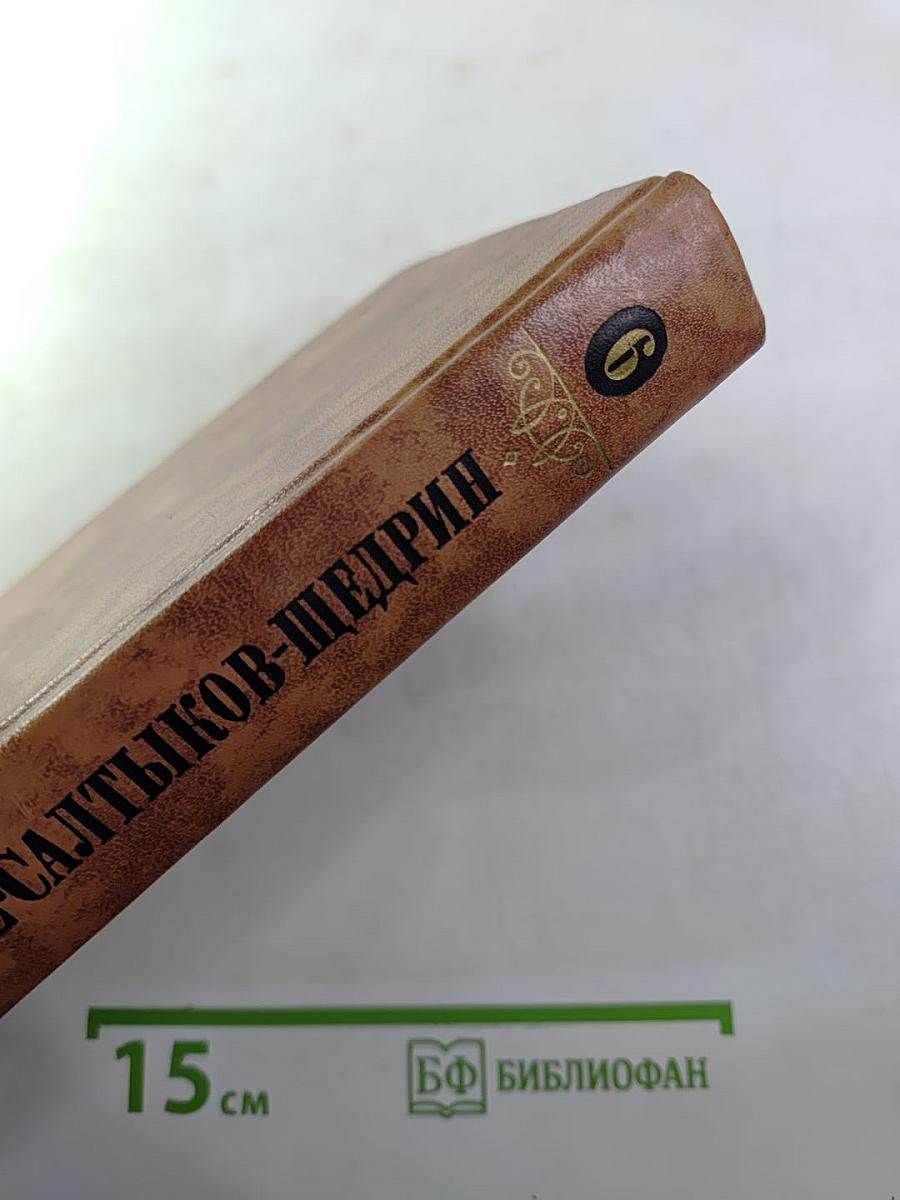 САЛТЫКОВ-ЩЕДРИН
6
15 см
БФ БИБЛИОФАН